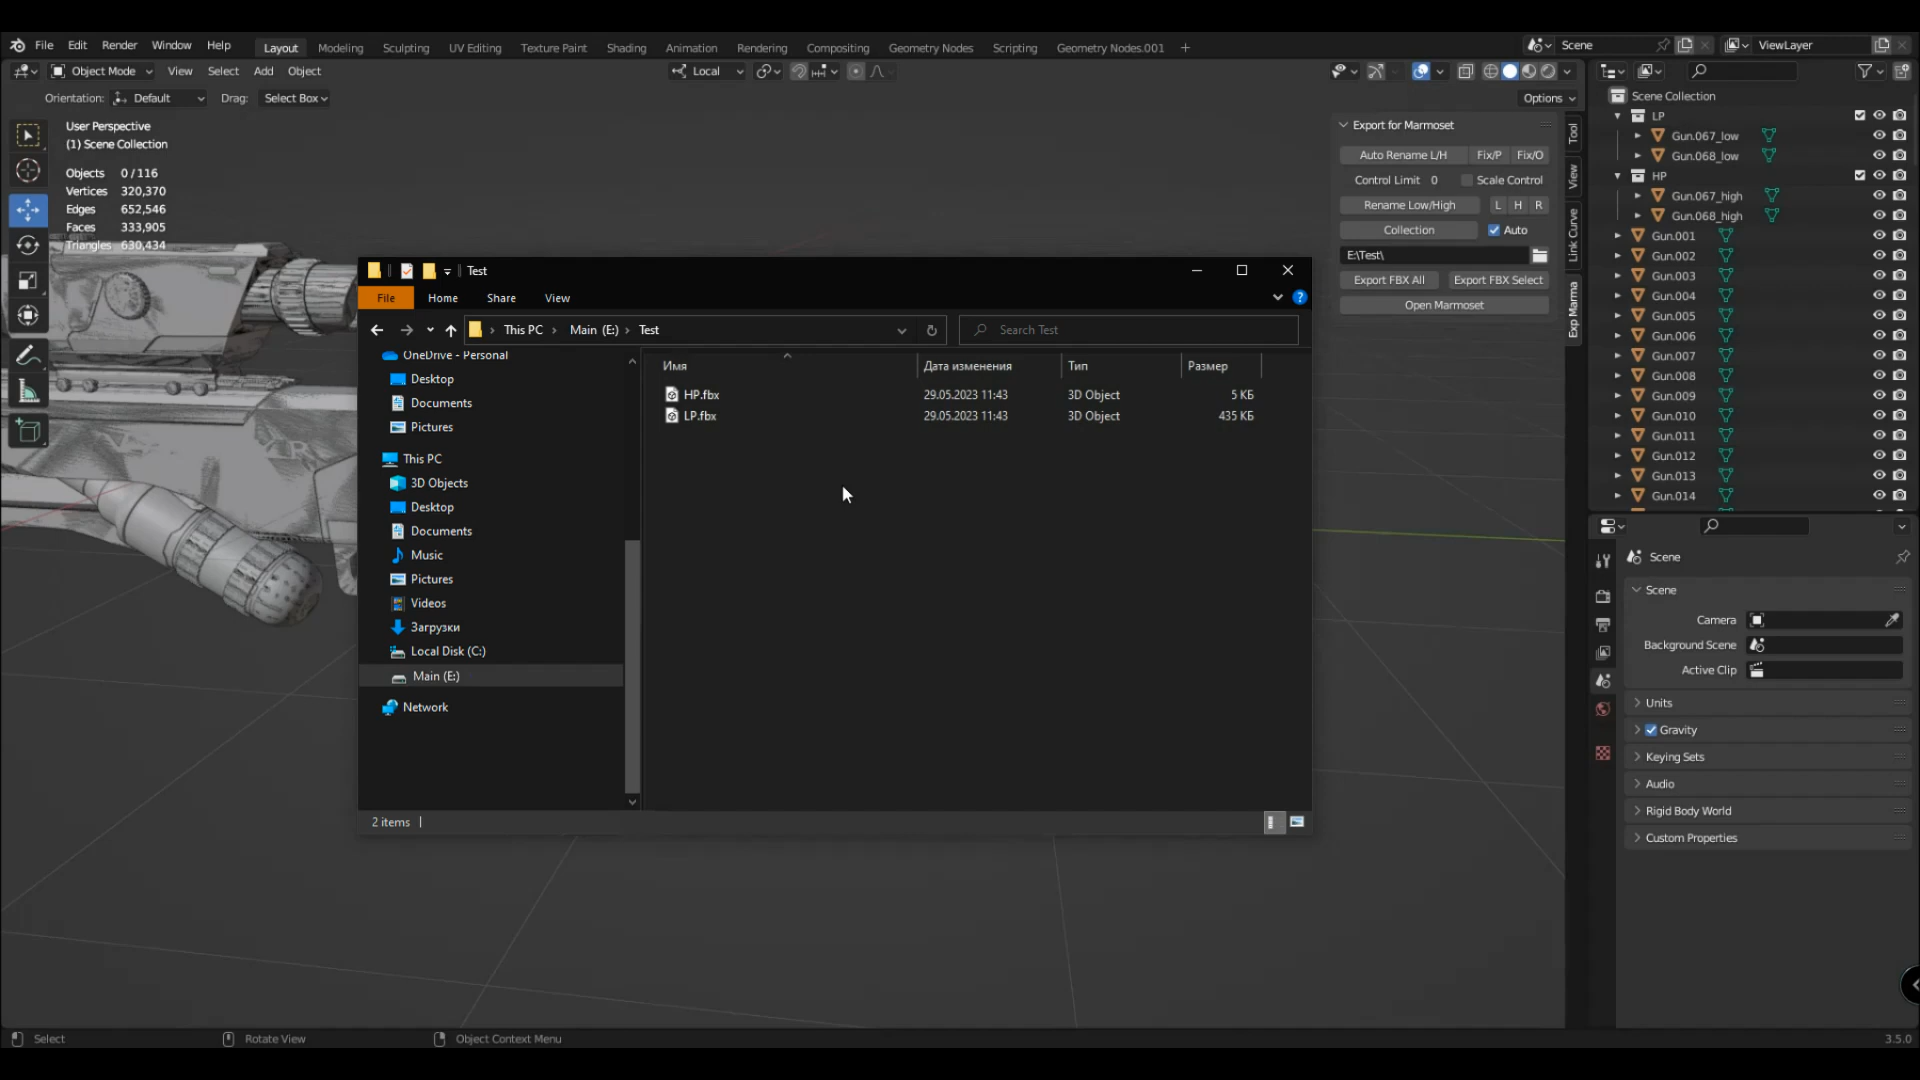 File Edit Render Window Help Layout Modeling Sculpting UV Editing Texture Paint Shading Animation Rendering Compositing Geometry Nodes Scripting Geometry Nodes.001 + Scene ViewLayer
Object Mode View Select Add Object Local
Orientation: Default Drag: Select Box Options
User Perspective
(1) Scene Collection
Objects 0/116
Vertices 320,370
Edges 652,546
Faces 333,905
Triangles 630,434
Test
File Home Share View
This PC › Main (E:) › Test
Search Test
OneDrive - Personal
Desktop
Documents
Pictures
This PC
3D Objects
Desktop
Documents
Music
Pictures
Videos
Загрузки
Local Disk (C:)
Main (E:)
Network
Имя Дата изменения Тип Размер
HP.fbx 29.05.2023 11:43 3D Object 5 КБ
LP.fbx 29.05.2023 11:43 3D Object 435 КБ
2 items
Export for Marmoset
Auto Rename L/H Fix/P Fix/O
Control Limit 0 Scale Control
Rename Low/High L H R
Collection Auto
E:\Test\
Export FBX All Export FBX Select
Open Marmoset
Tool
View
Link Curve
Exp Marma
Scene Collection
LP
Gun.067_low
Gun.068_low
HP
Gun.067_high
Gun.068_high
Gun.001
Gun.002
Gun.003
Gun.004
Gun.005
Gun.006
Gun.007
Gun.008
Gun.009
Gun.010
Gun.011
Gun.012
Gun.013
Gun.014
Scene
Scene
Camera
Background Scene
Active Clip
Units
Gravity
Keying Sets
Audio
Rigid Body World
Custom Properties
Select Rotate View Object Context Menu 3.5.0